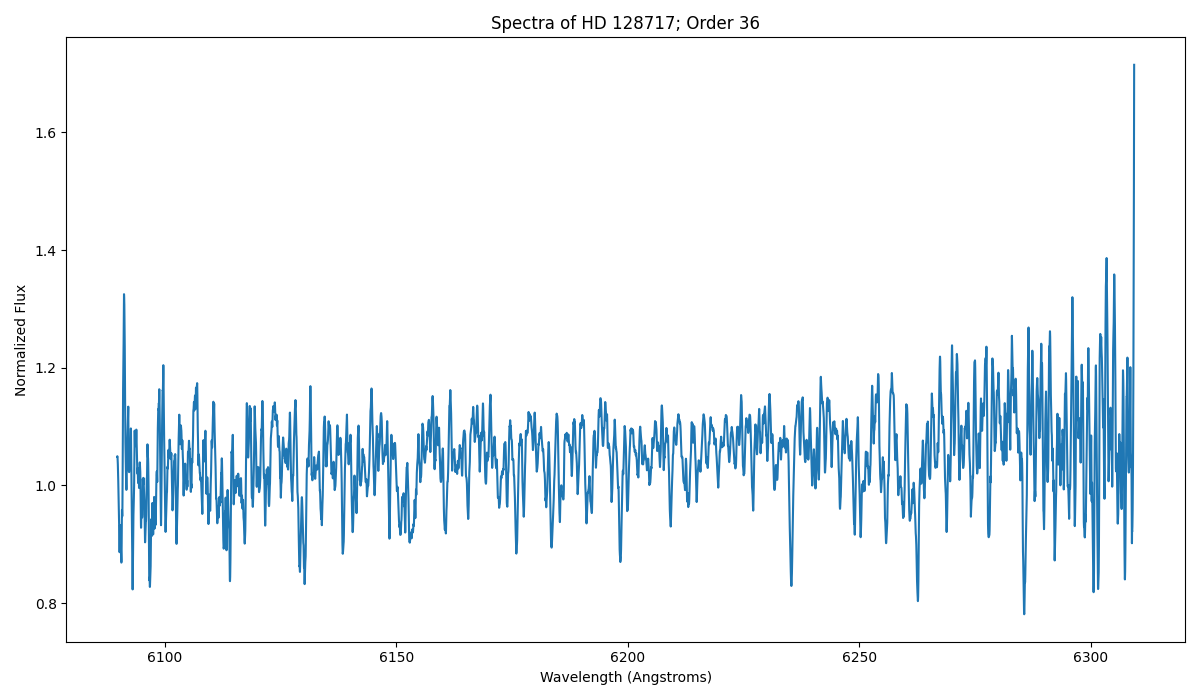 Spectra of HD 128717; Order 36
Normalized Flux
1.6
1.4
1.2
1.0
0.8
6100 6150 6200 6250 6300
Wavelength (Angstroms)